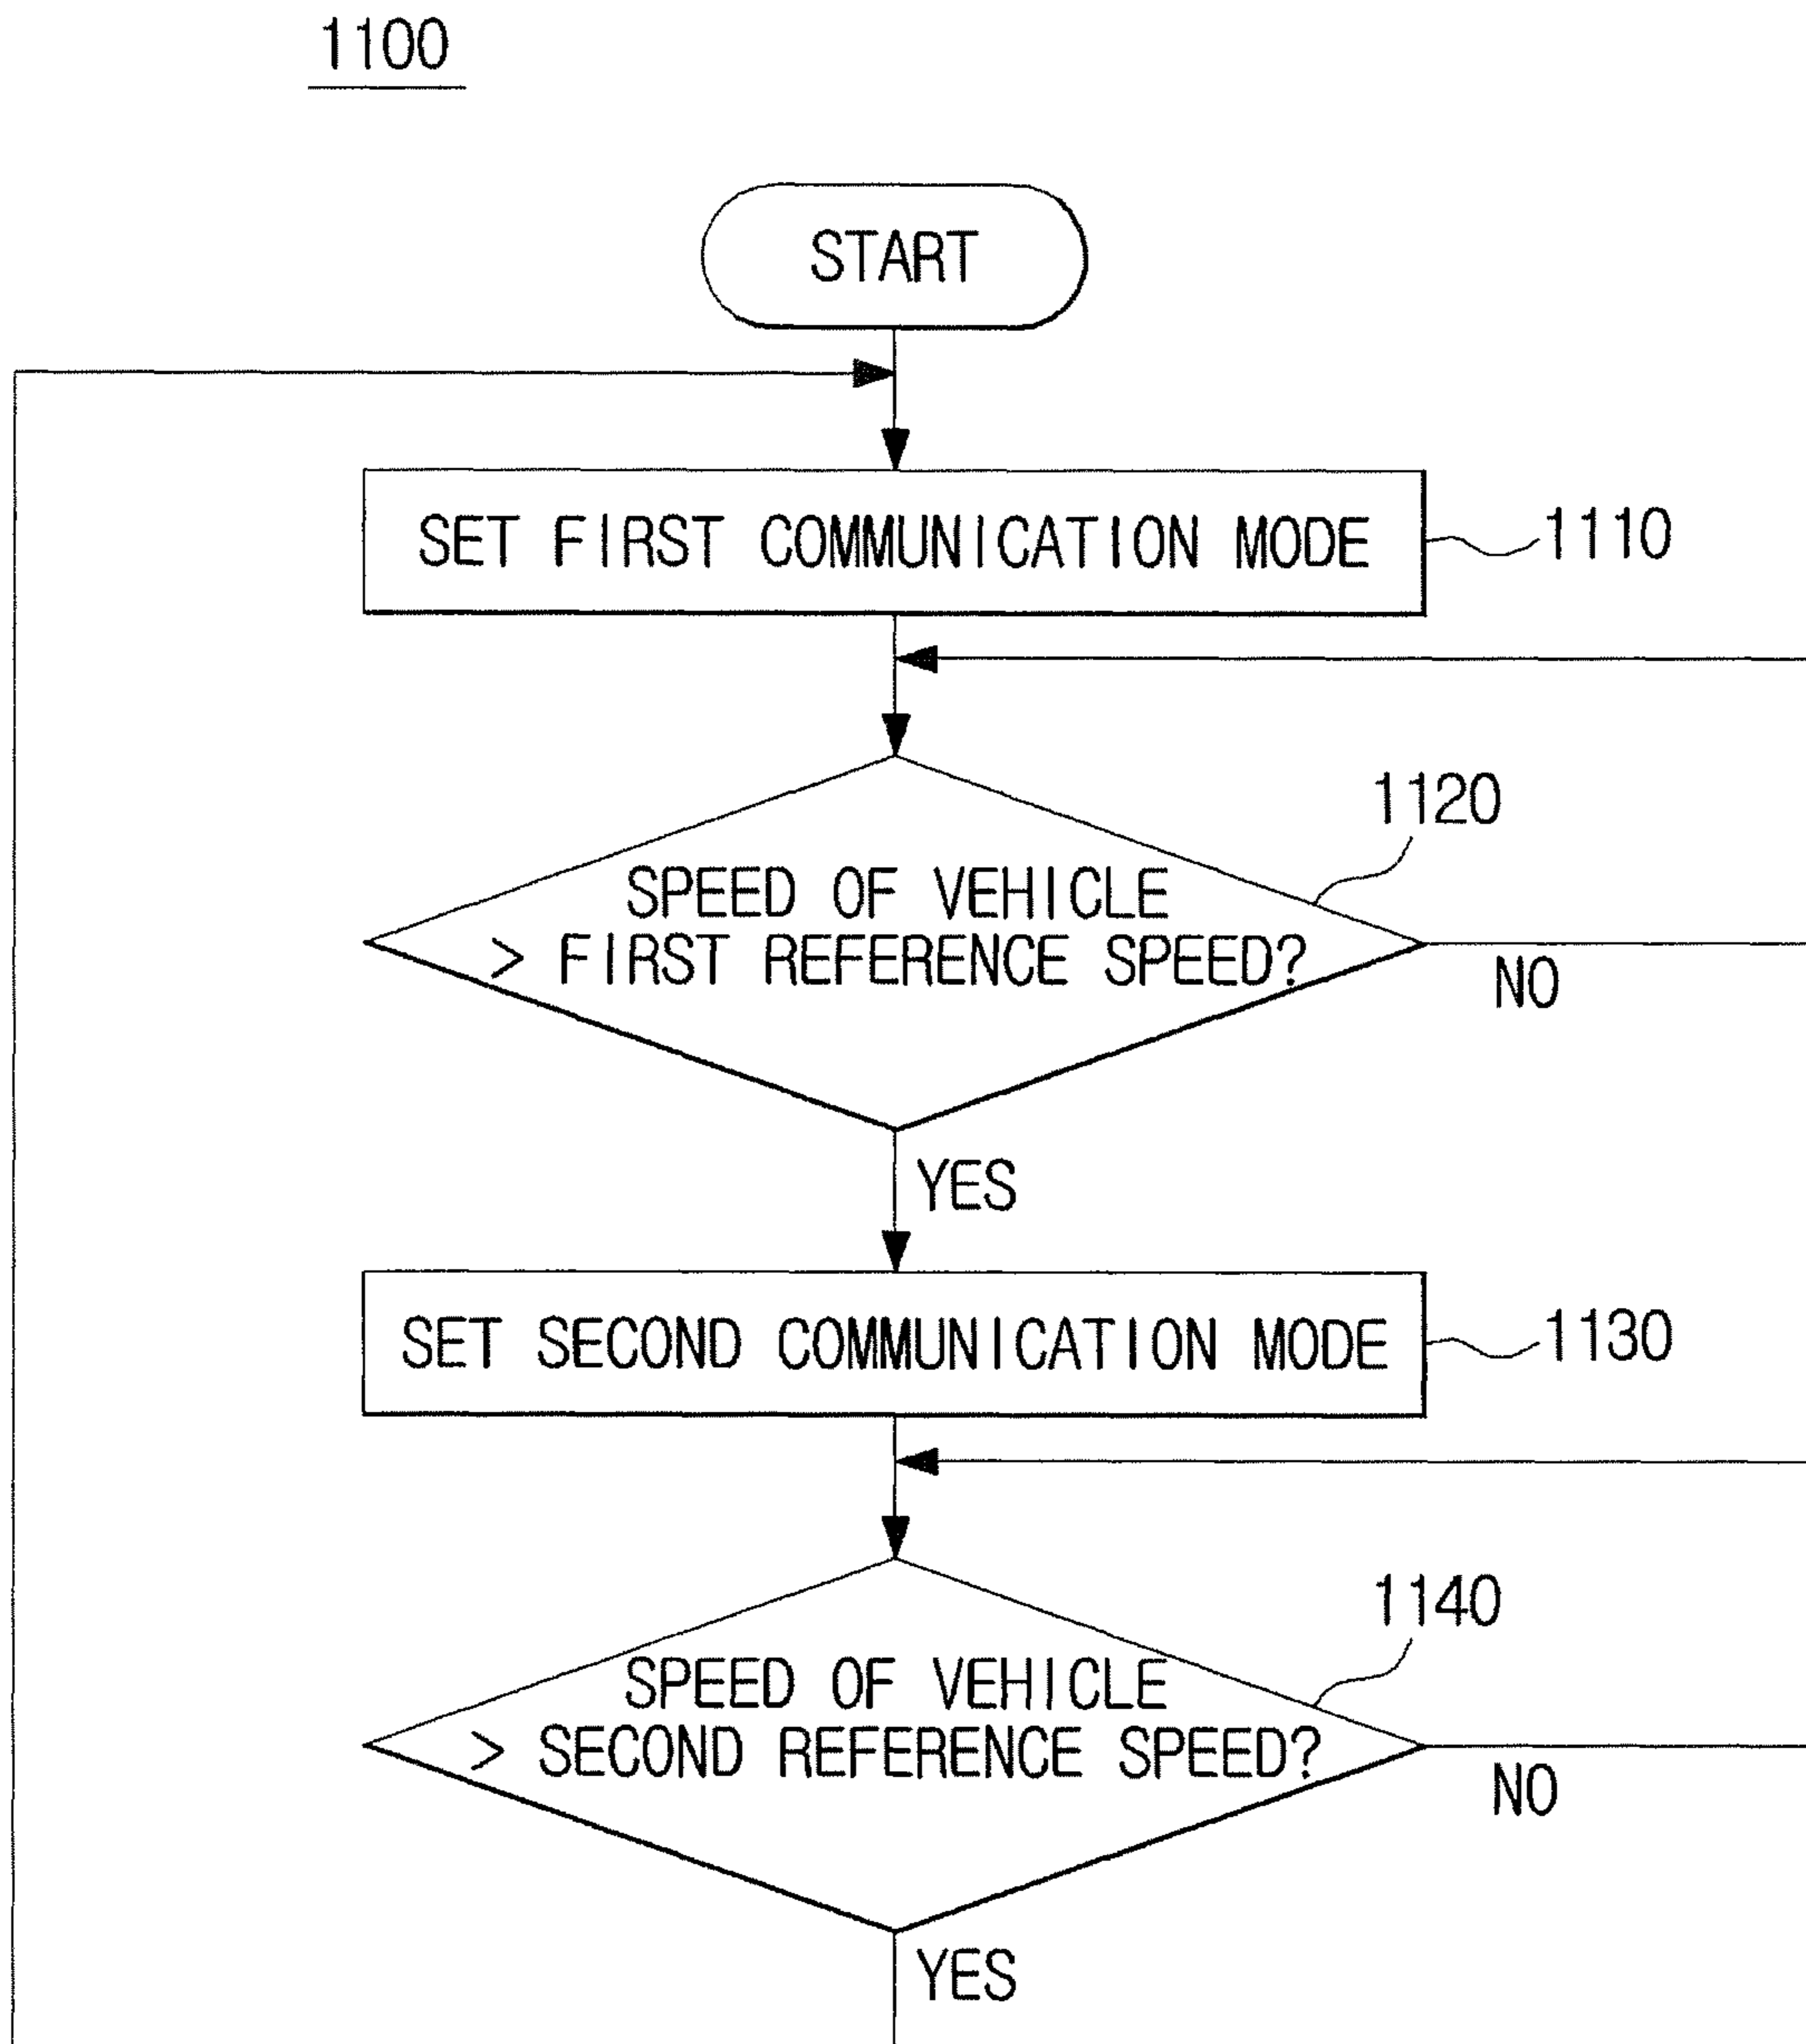 1100
START
SET FIRST COMMUNICATION MODE
1110
1120
SPEED OF VEHICLE
> FIRST REFERENCE SPEED?
NO
YES
SET SECOND COMMUNICATION MODE
1130
1140
SPEED OF VEHICLE
> SECOND REFERENCE SPEED?
NO
YES